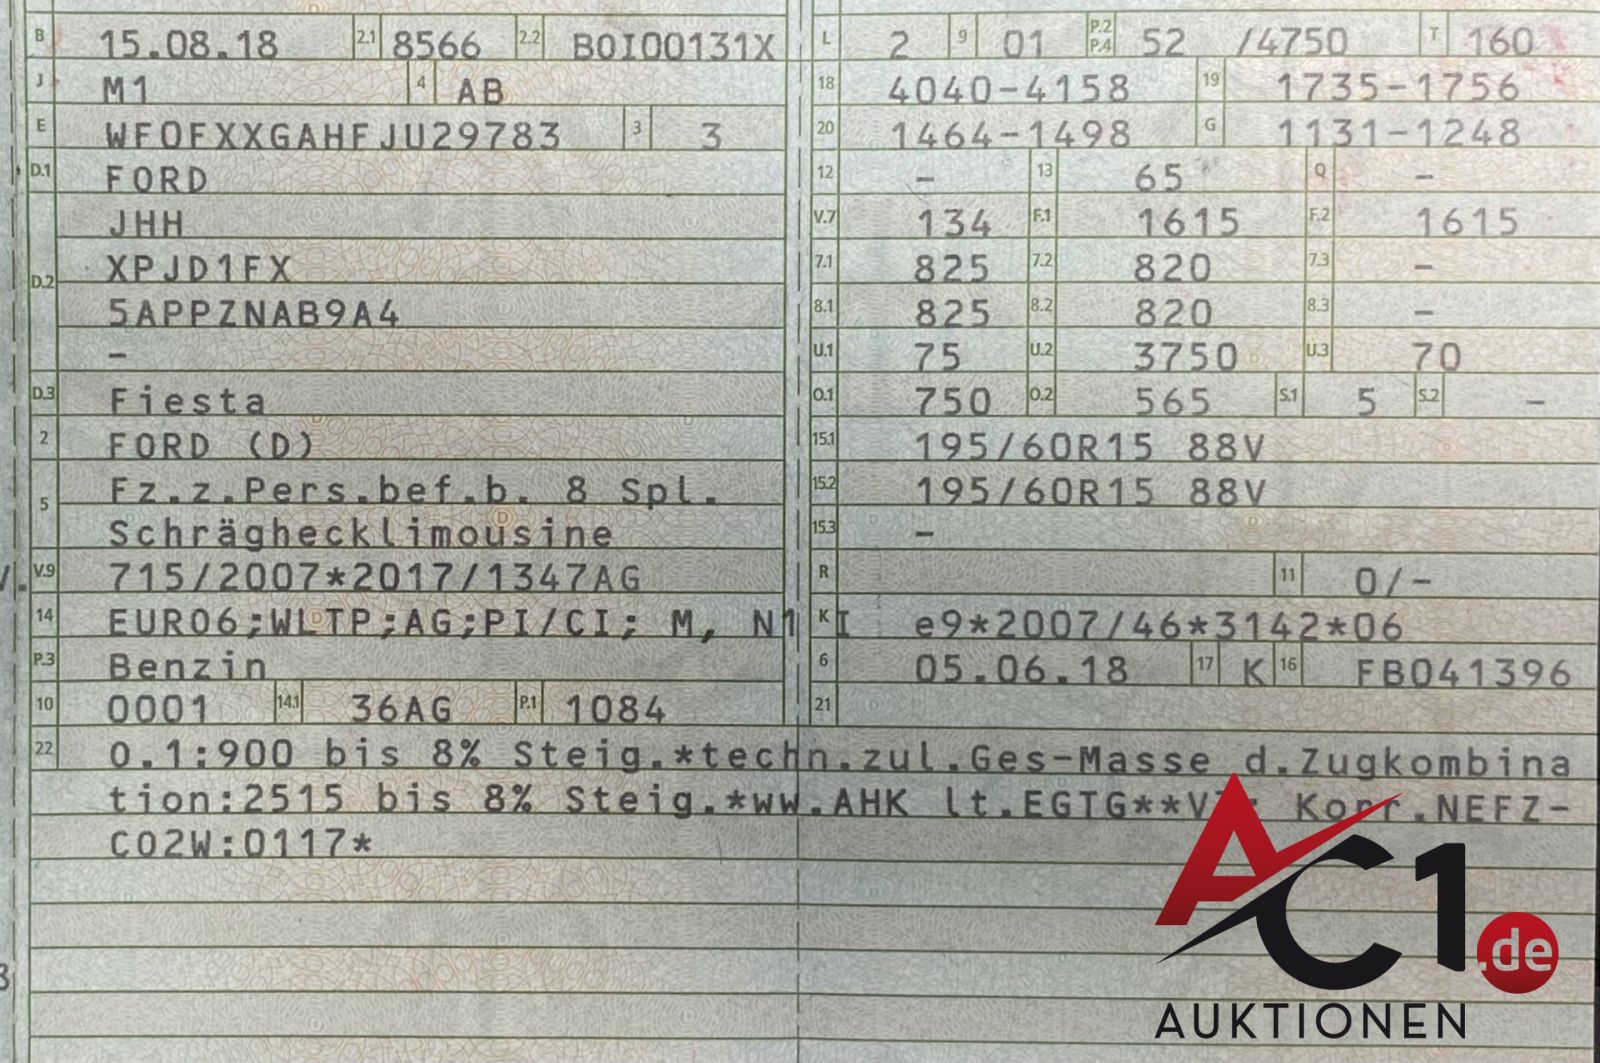 B 15.08.18 2.1 8566 2.2 B0I00131X L 2 9 01 P.2 P.4 52 /4750 T 160
J M1 4 AB 18 4040-4158 19 1735-1756
E WF0FXXGAHFJU29783 3 3 20 1464-1498 G 1131-1248
D.1 FORD 12 - 13 65 Q -
JHH V.7 134 F.1 1615 F.2 1615
D.2 XPJD1FX 7.1 825 7.2 820 7.3 -
5APPZNAB9A4 8.1 825 8.2 820 8.3 -
- U.1 75 U.2 3750 U.3 70
D.3 Fiesta O.1 750 O.2 565 S.1 5 S.2 -
2 FORD (D) 15.1 195/60R15 88V
5 Fz.z.Pers.bef.b. 8 Spl. 15.2 195/60R15 88V
Schräghecklimousine 15.3 -
V.9 715/2007*2017/1347AG R 11 0/-
14 EURO6;WLTP;AG;PI/CI; M, N1 I K e9*2007/46*3142*06
P.3 Benzin 6 05.06.18 17 K 16 FB041396
10 0001 14.1 36AG P.1 1084 21
22 O.1:900 bis 8% Steig.*techn.zul.Ges-Masse d.Zugkombina
tion:2515 bis 8% Steig.*ww.AHK lt.EGTG**V7: Korr.NEFZ-
CO2W:0117*
AC1.de
AUKTIONEN